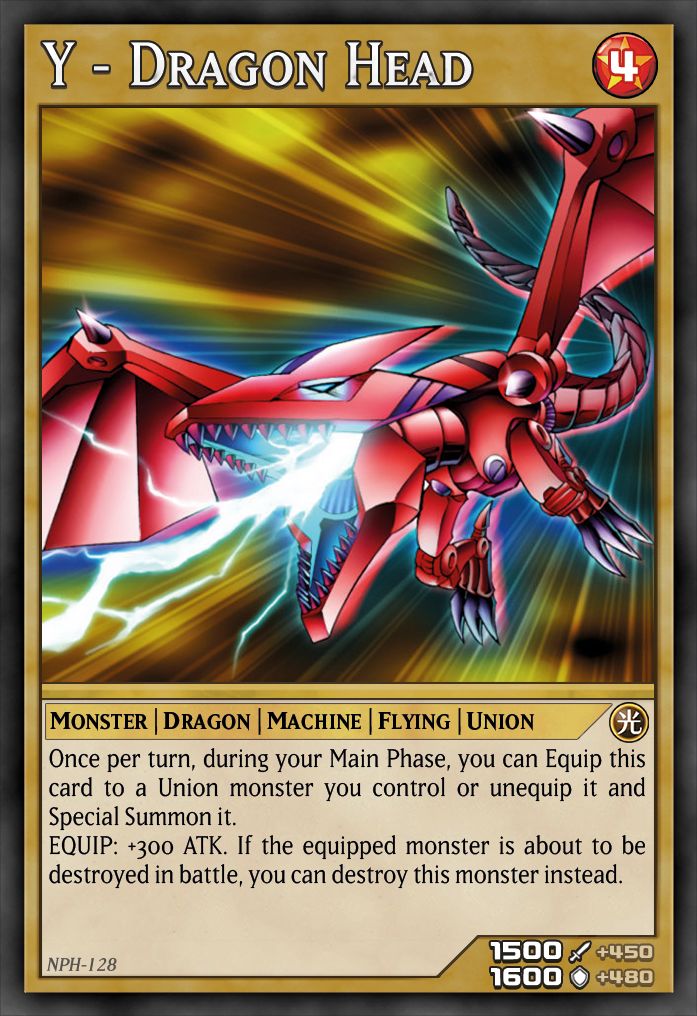 Y - Dragon Head
4
Monster | Dragon | Machine | Flying | Union
光
Once per turn, during your Main Phase, you can Equip this
card to a Union monster you control or unequip it and
Special Summon it.
EQUIP: +300 ATK. If the equipped monster is about to be
destroyed in battle, you can destroy this monster instead.
1500 +450
NPH-128
1600 +480